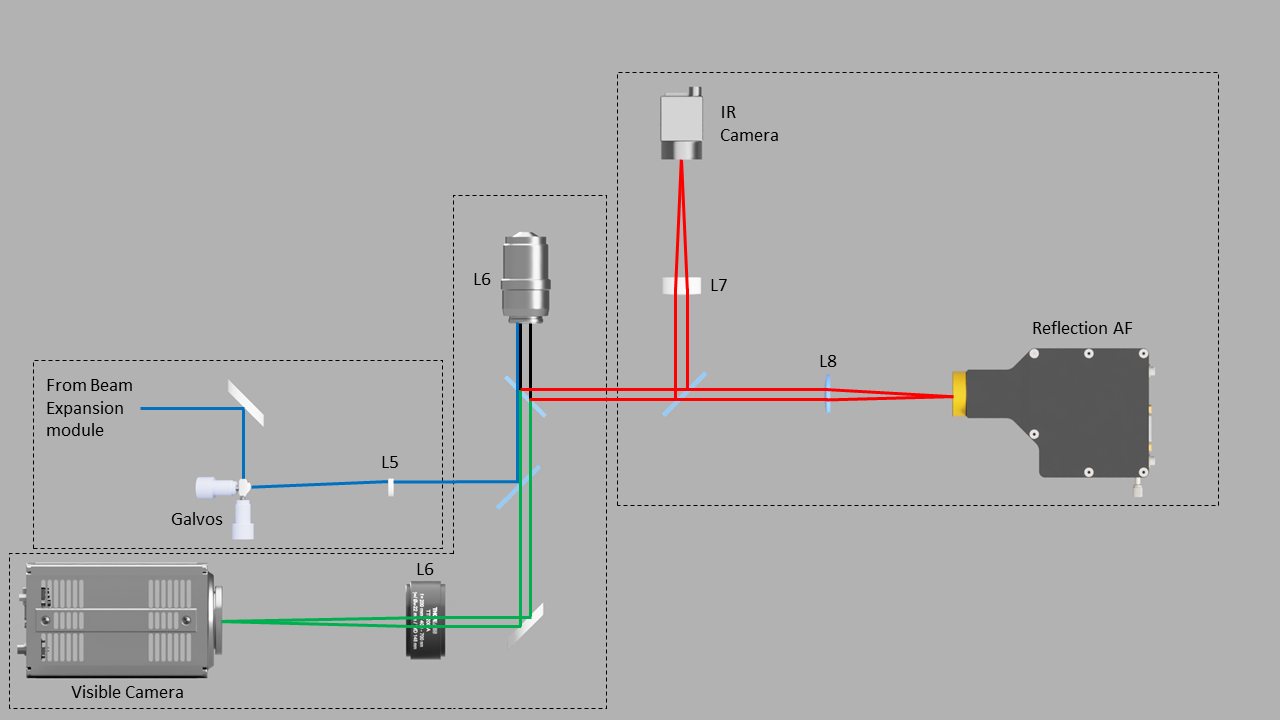 IR
Camera
L6
L7
Reflection AF
L8
From Beam
Expansion
module
L5
Galvos
L6
Visible Camera